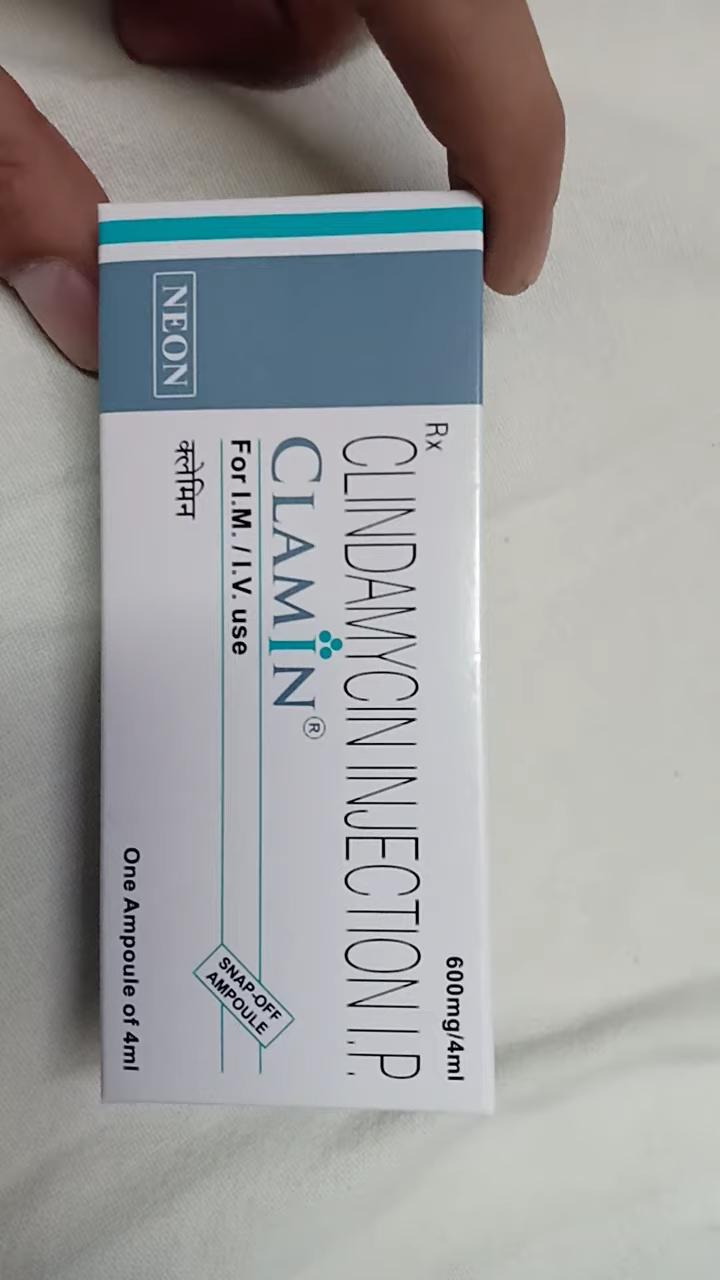 Rx
600mg/4ml
CLINDAMYCIN INJECTION I.P.
CLAMIN®
For I.M. / I.V. use
SNAP-OFF
AMPOULE
NEON
क्लेमिन
One Ampoule of 4ml